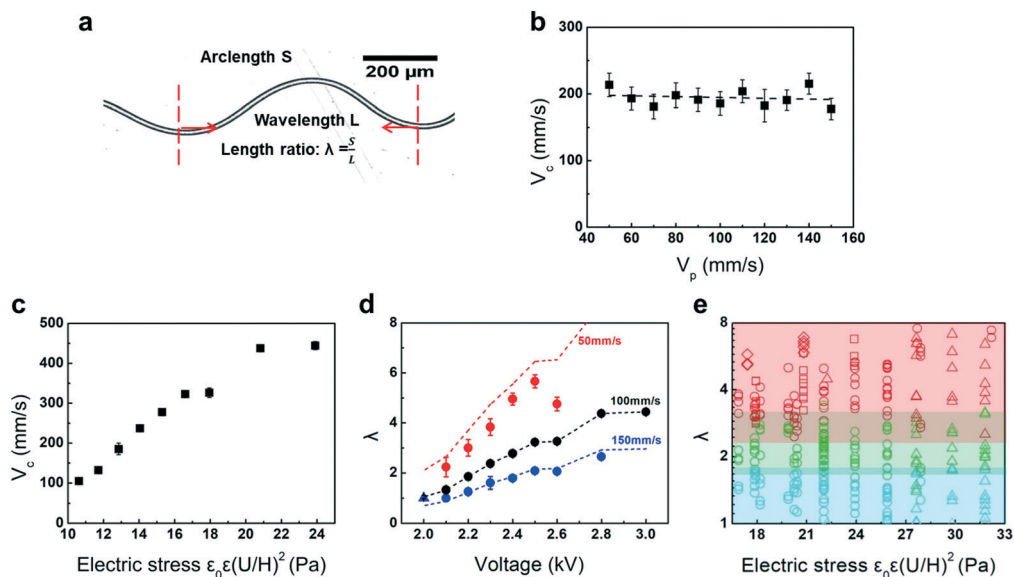 a
Arclength S
200 μm
Wavelength L
Length ratio: λ = S/L
b
300
200
100
0
V_c (mm/s)
40 60 80 100 120 140 160
V_p (mm/s)
c
500
400
300
200
100
0
V_c (mm/s)
10 12 14 16 18 20 22 24 26
Electric stress ε₀ε(U/H)² (Pa)
d
8
6
4
2
0
λ
50mm/s
100mm/s
150mm/s
2.0 2.2 2.4 2.6 2.8 3.0
Voltage (kV)
e
8
4
2
1
λ
18 21 24 27 30 33
Electric stress ε₀ε(U/H)² (Pa)